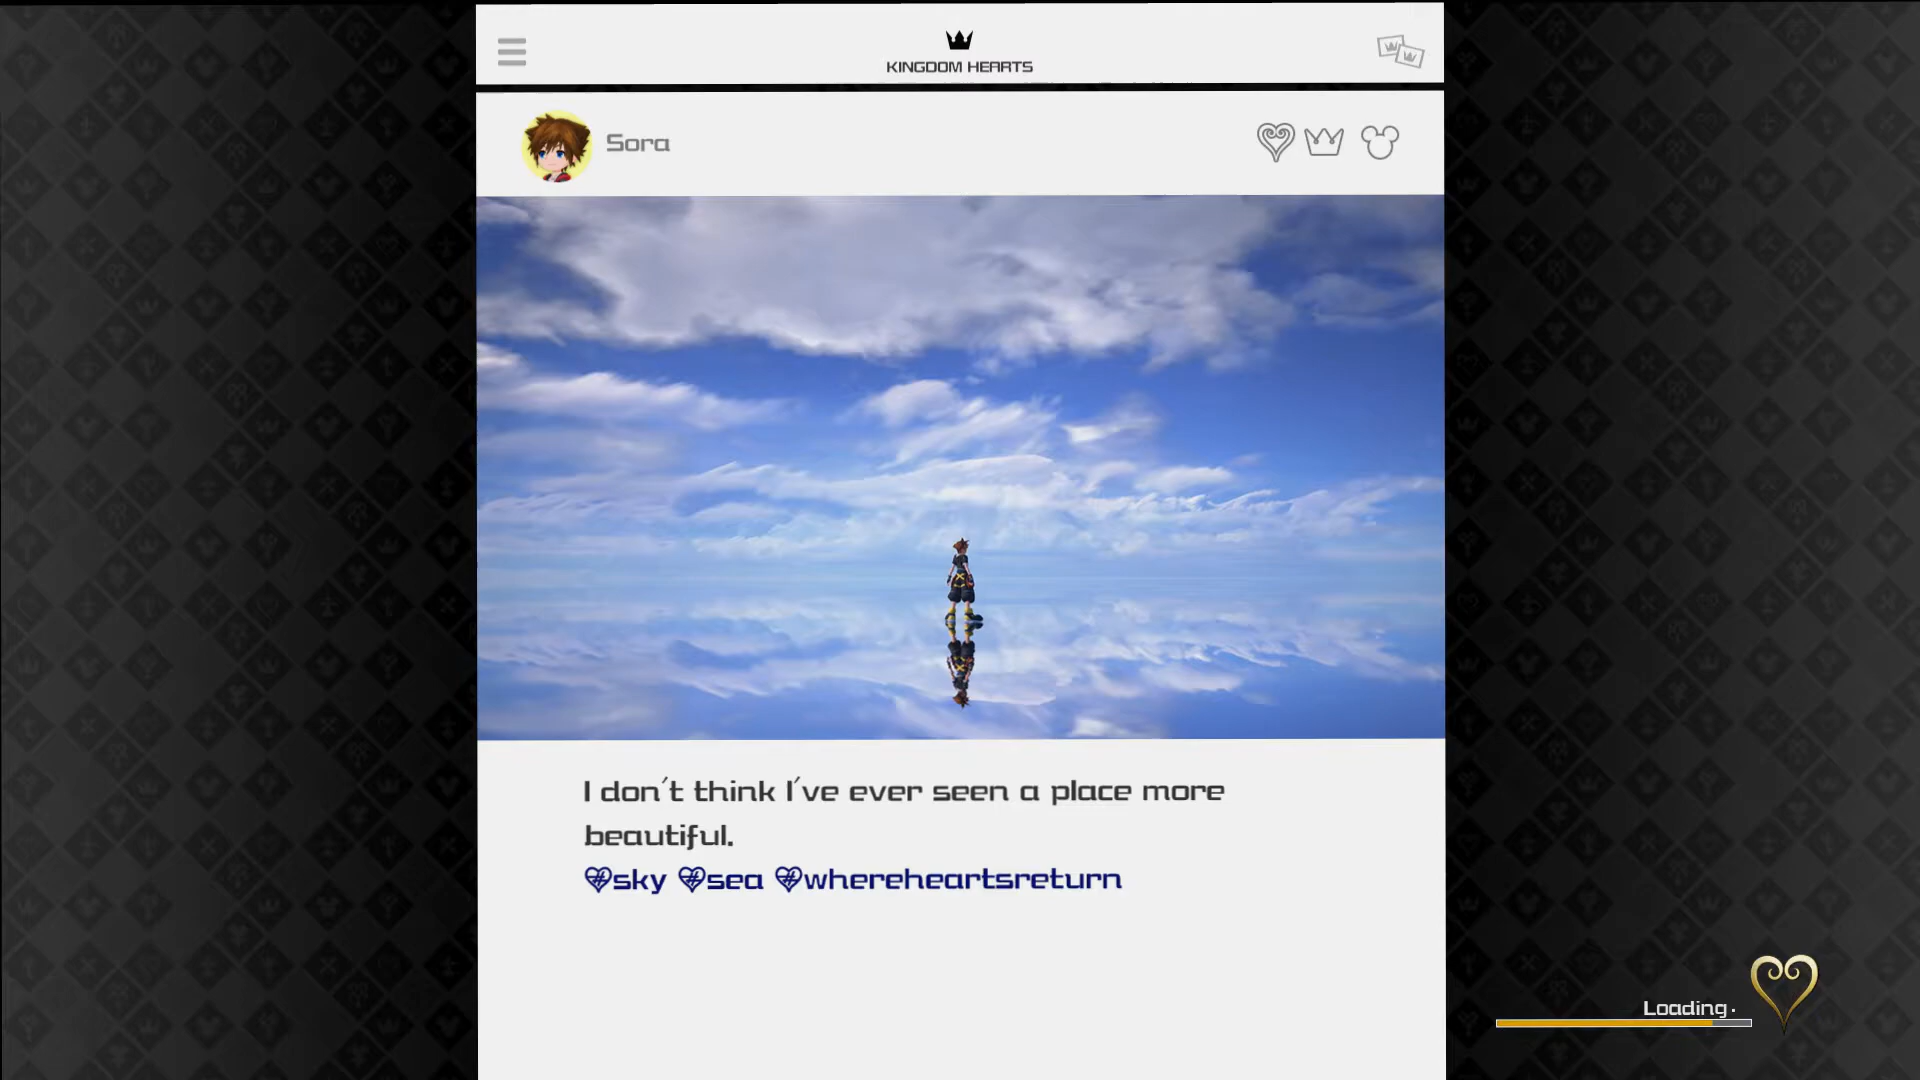 KINGDOM HEARTS
Sora
I don't think I've ever seen a place more
beautiful.
#sky #sea #whereheartsreturn
Loading.